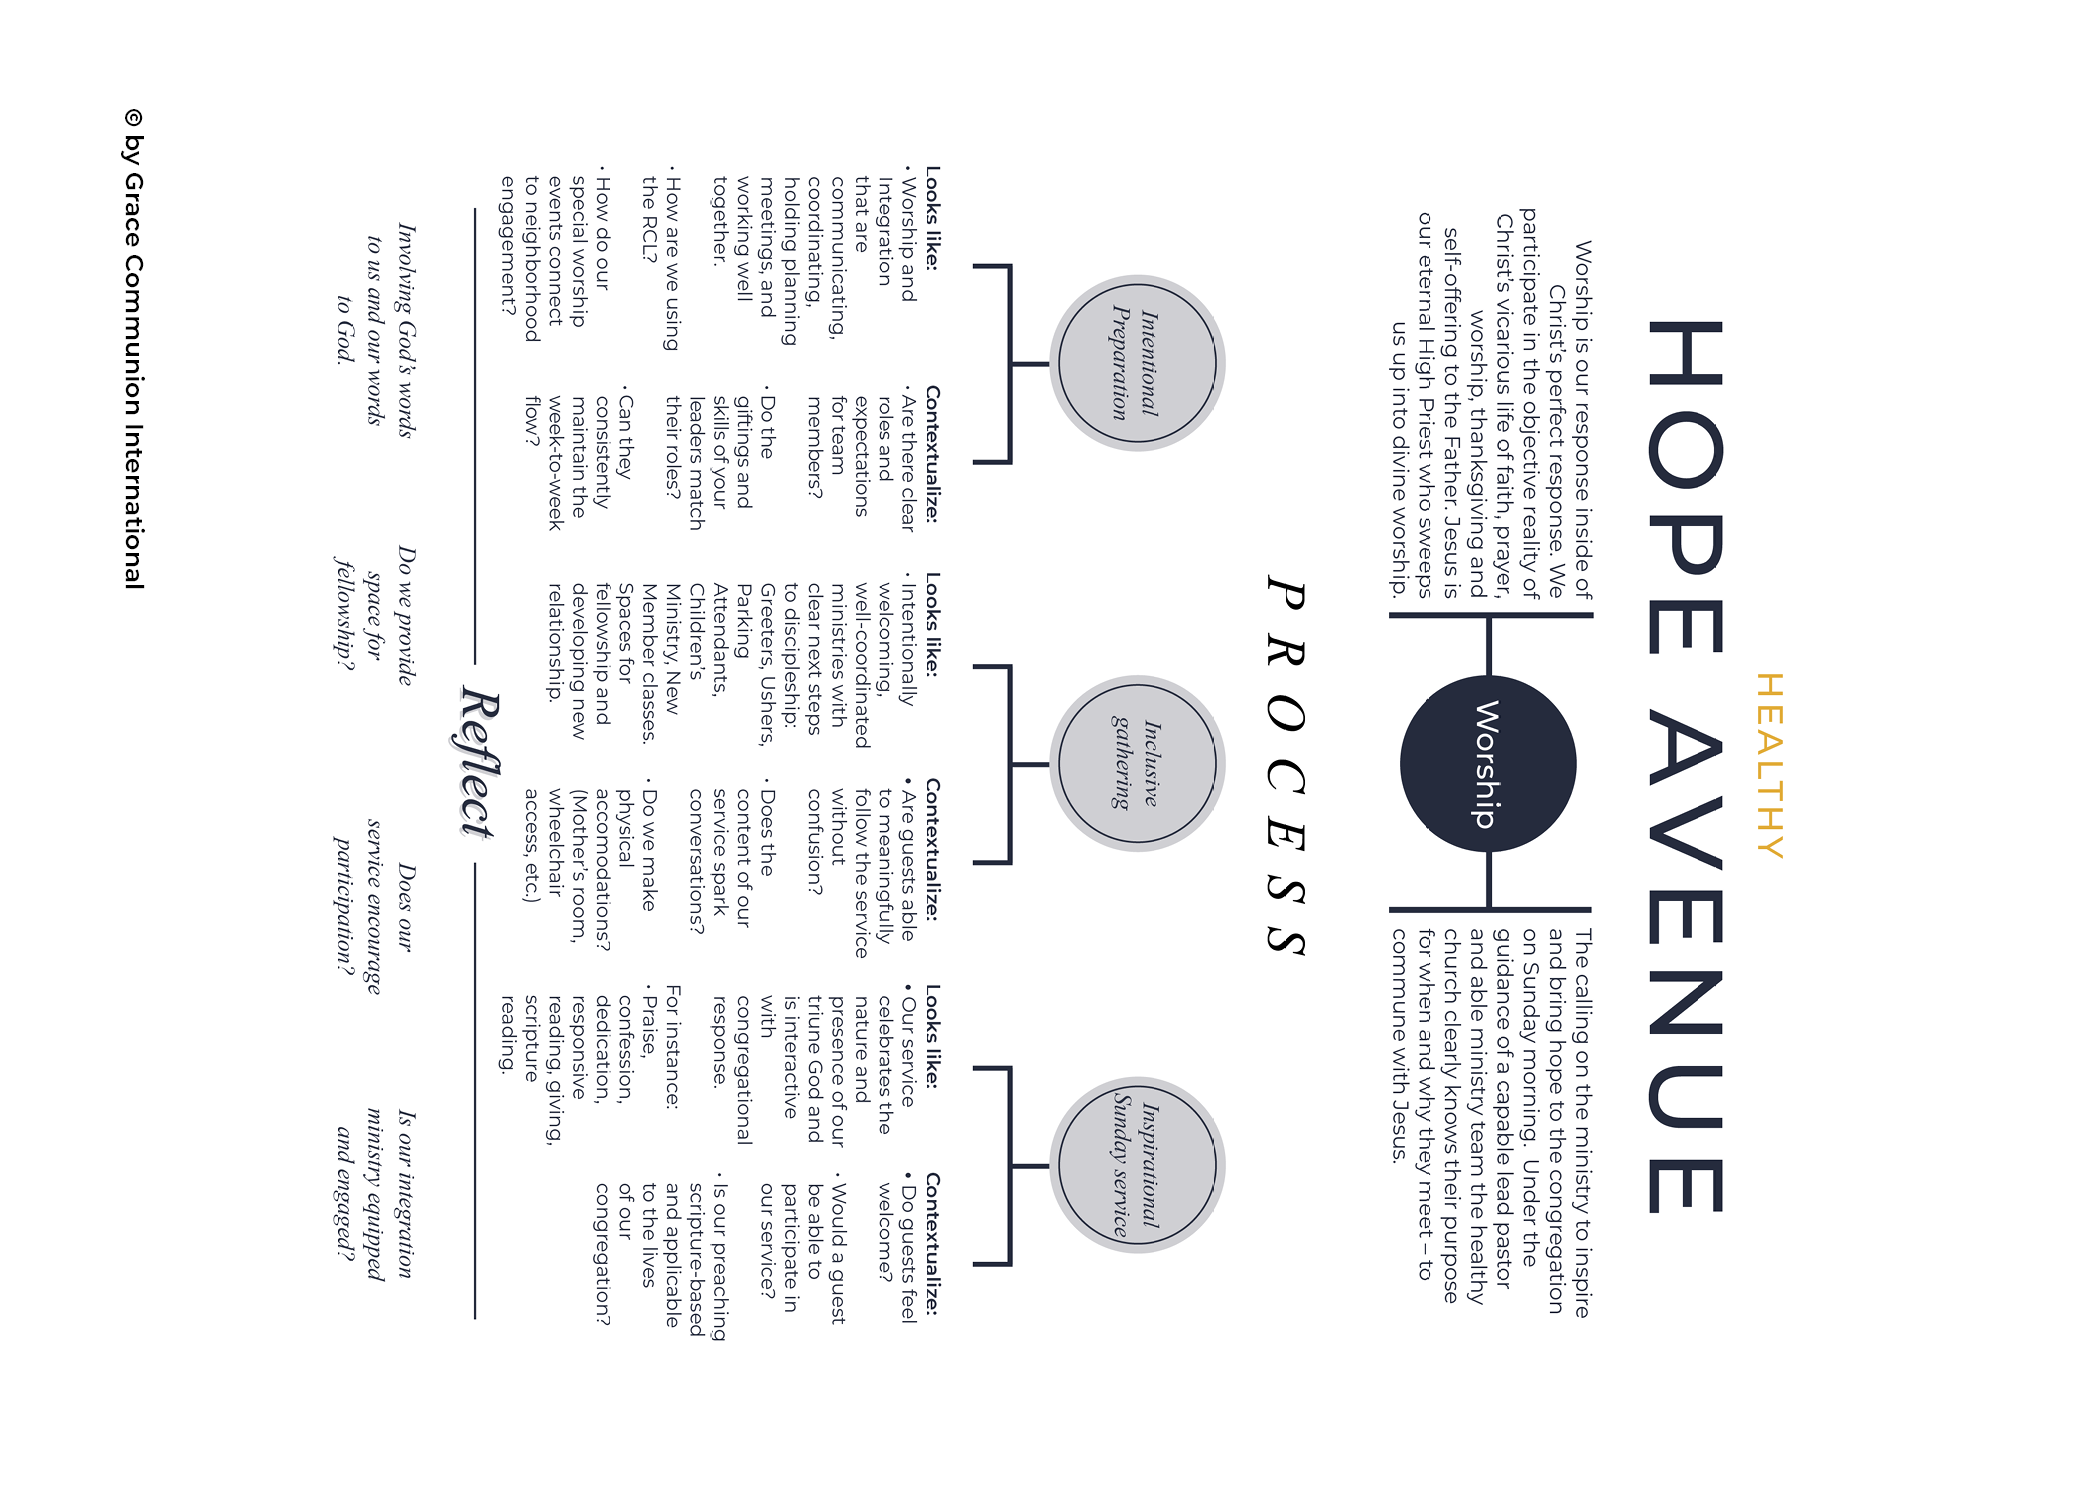 HEALTHY
HOPE AVENUE
Worship is our response inside of
Christ's perfect response. We
participate in the objective reality of
Christ's vicarious life of faith, prayer,
worship, thanksgiving and
self-offering to the Father. Jesus is
our eternal High Priest who sweeps
us up into divine worship.
Worship
The calling on the ministry to inspire
and bring hope to the congregation
on Sunday morning. Under the
guidance of a capable lead pastor
and able ministry team the healthy
church clearly knows their purpose
for when and why they meet – to
commune with Jesus.
PROCESS
Intentional
Preparation
Looks like:
• Worship and
Integration
that are
communicating,
coordinating,
holding planning
meetings, and
working well
together.
• How are we using
the RCL?
• How do our
special worship
events connect
to neighborhood
engagement?
Contextualize:
• Are there clear
roles and
expectations
for team
members?
• Do the
giftings and
skills of your
leaders match
their roles?
• Can they
consistently
maintain the
week-to-week
flow?
Inclusive
gathering
Looks like:
• Intentionally
welcoming,
well-coordinated
ministries with
clear next steps
to discipleship:
Greeters, Ushers,
Parking
Attendants,
Children's
Ministry, New
Member classes.
Spaces for
fellowship and
developing new
relationship.
Contextualize:
• Are guests able
to meaningfully
follow the service
without
confusion?
• Does the
content of our
service spark
conversations?
• Do we make
physical
accomodations?
(Mother's room,
wheelchair
access, etc.)
Inspirational
Sunday service
Looks like:
• Our service
celebrates the
nature and
presence of our
triune God and
is interactive
with
congregational
response.
For instance:
• Praise,
confession,
dedication,
responsive
reading, giving,
scripture
reading.
Contextualize:
• Do guests feel
welcome?
• Would a guest
be able to
participate in
our service?
• Is our preaching
scripture-based
and applicable
to the lives
of our
congregation?
Reflect
Involving God's words
to us and our words
to God.
Do we provide
space for
fellowship?
Does our
service encourage
participation?
Is our integration
ministry equipped
and engaged?
© by Grace Communion International